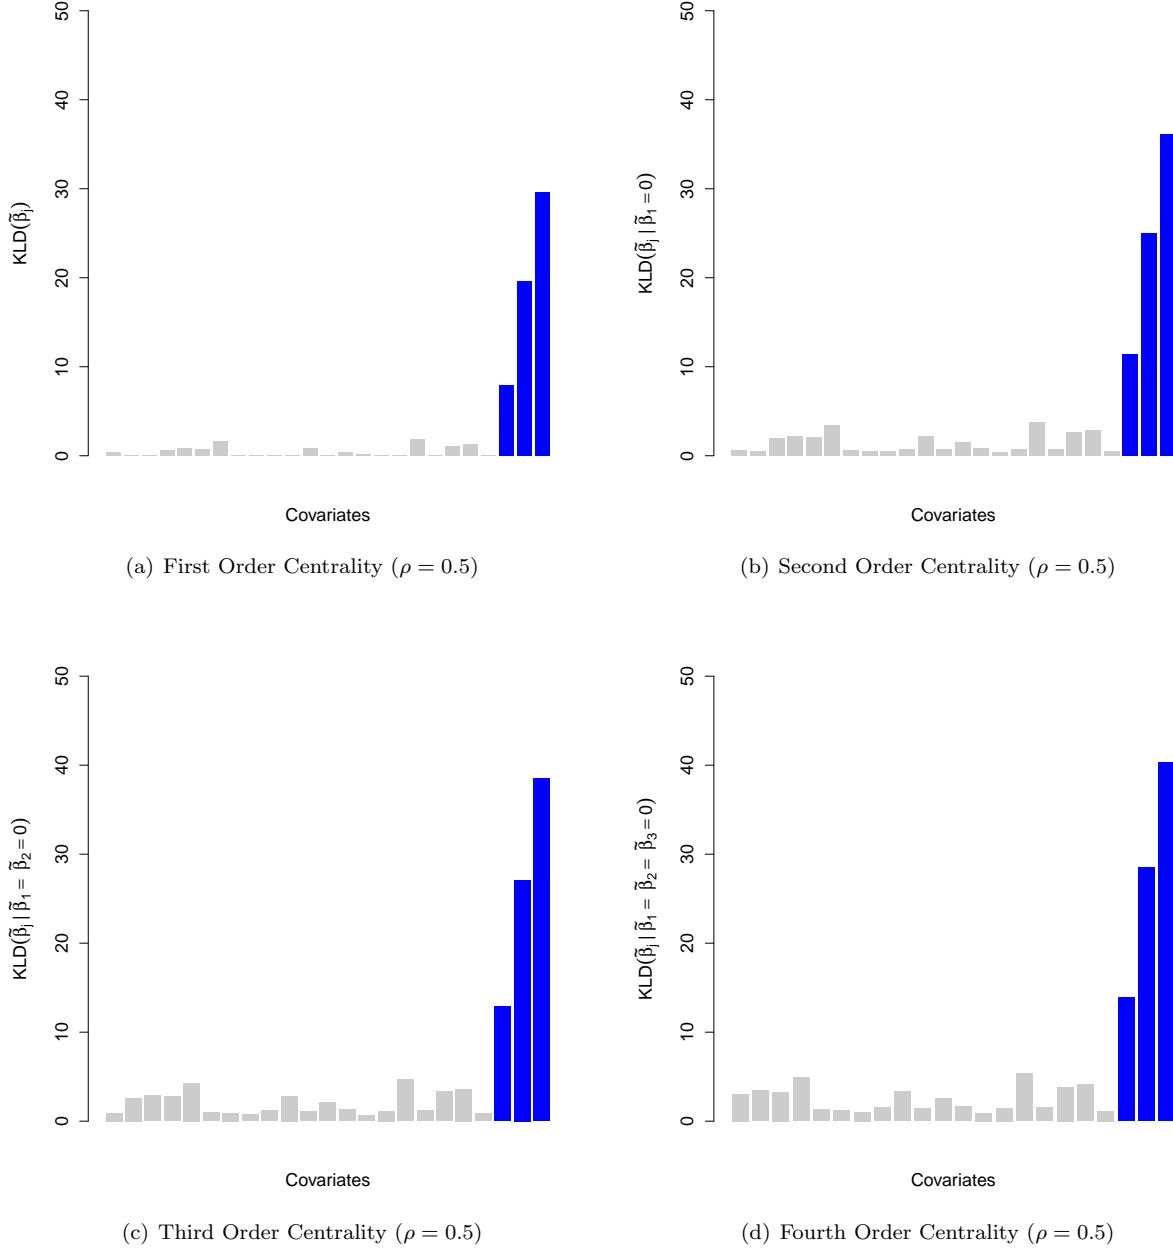 50
40
30
20
10
0
KLD(β̃j)
Covariates
(a) First Order Centrality (ρ = 0.5)
50
40
30
20
10
0
KLD(β̃j | β̃1 = 0)
Covariates
(b) Second Order Centrality (ρ = 0.5)
50
40
30
20
10
0
KLD(β̃j | β̃1 = β̃2 = 0)
Covariates
(c) Third Order Centrality (ρ = 0.5)
50
40
30
20
10
0
KLD(β̃j | β̃1 = β̃2 = β̃3 = 0)
Covariates
(d) Fourth Order Centrality (ρ = 0.5)